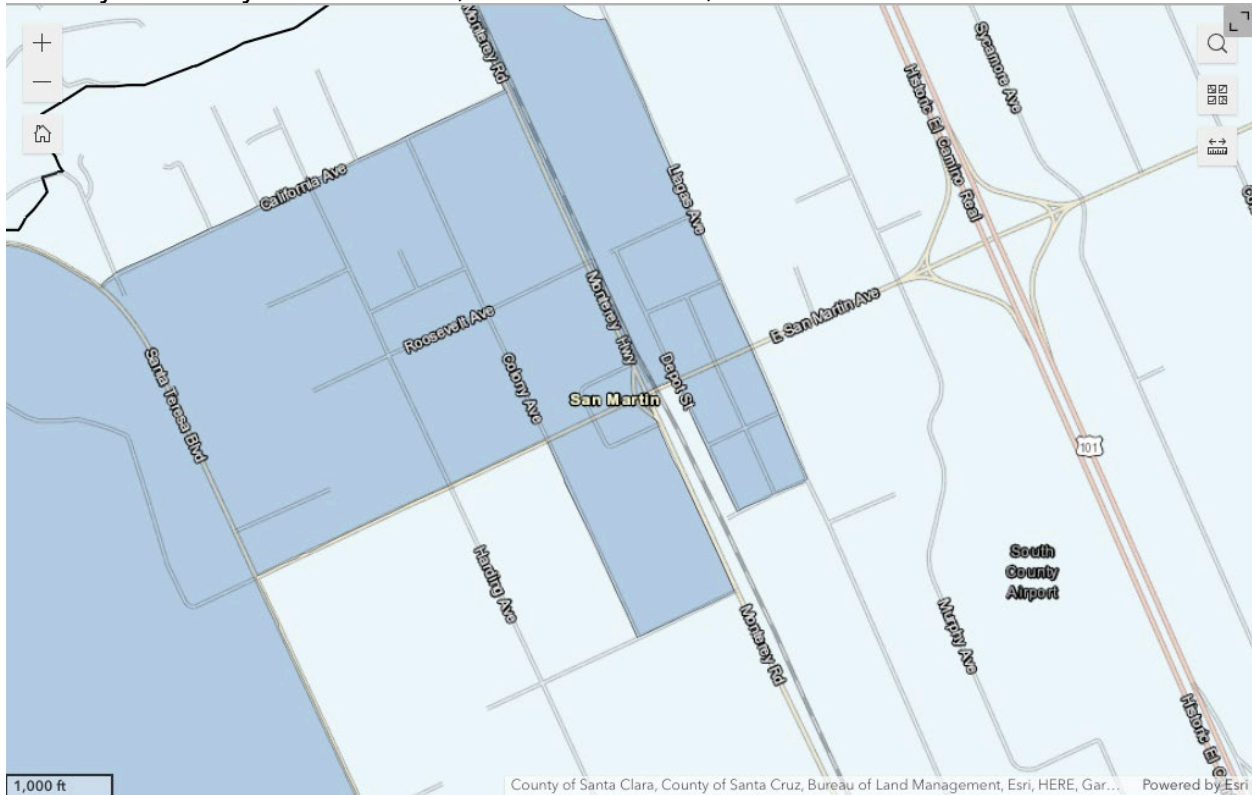 Monterey Rd
Sycamore Ave
Historic El Camino Real
California Ave
Llagas Ave
Monterey Hwy
E San Martin Ave
Roosevelt Ave
Santa Teresa Blvd
Colony Ave
Depot St
San Martin
101
Harding Ave
South
County
Airport
Murphy Ave
Monterey Rd
Historic El
1,000 ft
County of Santa Clara, County of Santa Cruz, Bureau of Land Management, Esri, HERE, Gar... Powered by Esri